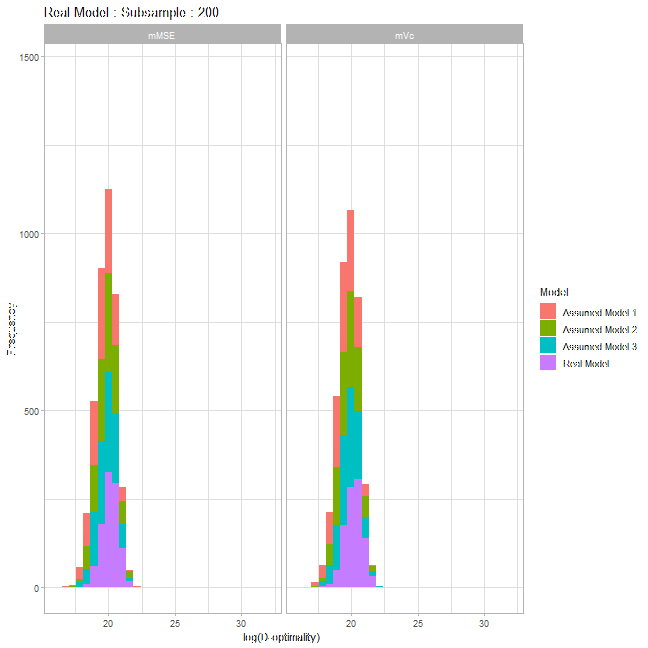 Real Model : Subsample : 200
mMSE
mVc
1500
1000
500
0
Frequency
20
25
30
20
25
30
log(D-optimality)
Model
Assumed Model 1
Assumed Model 2
Assumed Model 3
Real Model